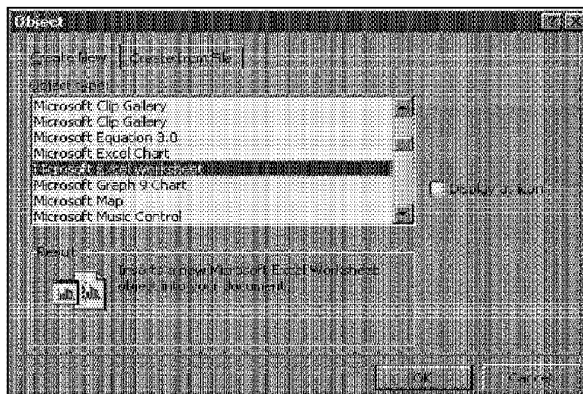 Object
Create New Create from File
Object type:
Microsoft Clip Gallery
Microsoft Clip Gallery
Microsoft Equation 3.0
Microsoft Excel Chart
Microsoft Excel Worksheet
Microsoft Graph 9 Chart
Microsoft Map
Microsoft Music Control
Display as icon
Result
Inserts a new Microsoft Excel Worksheet
object into your document.
OK Cancel